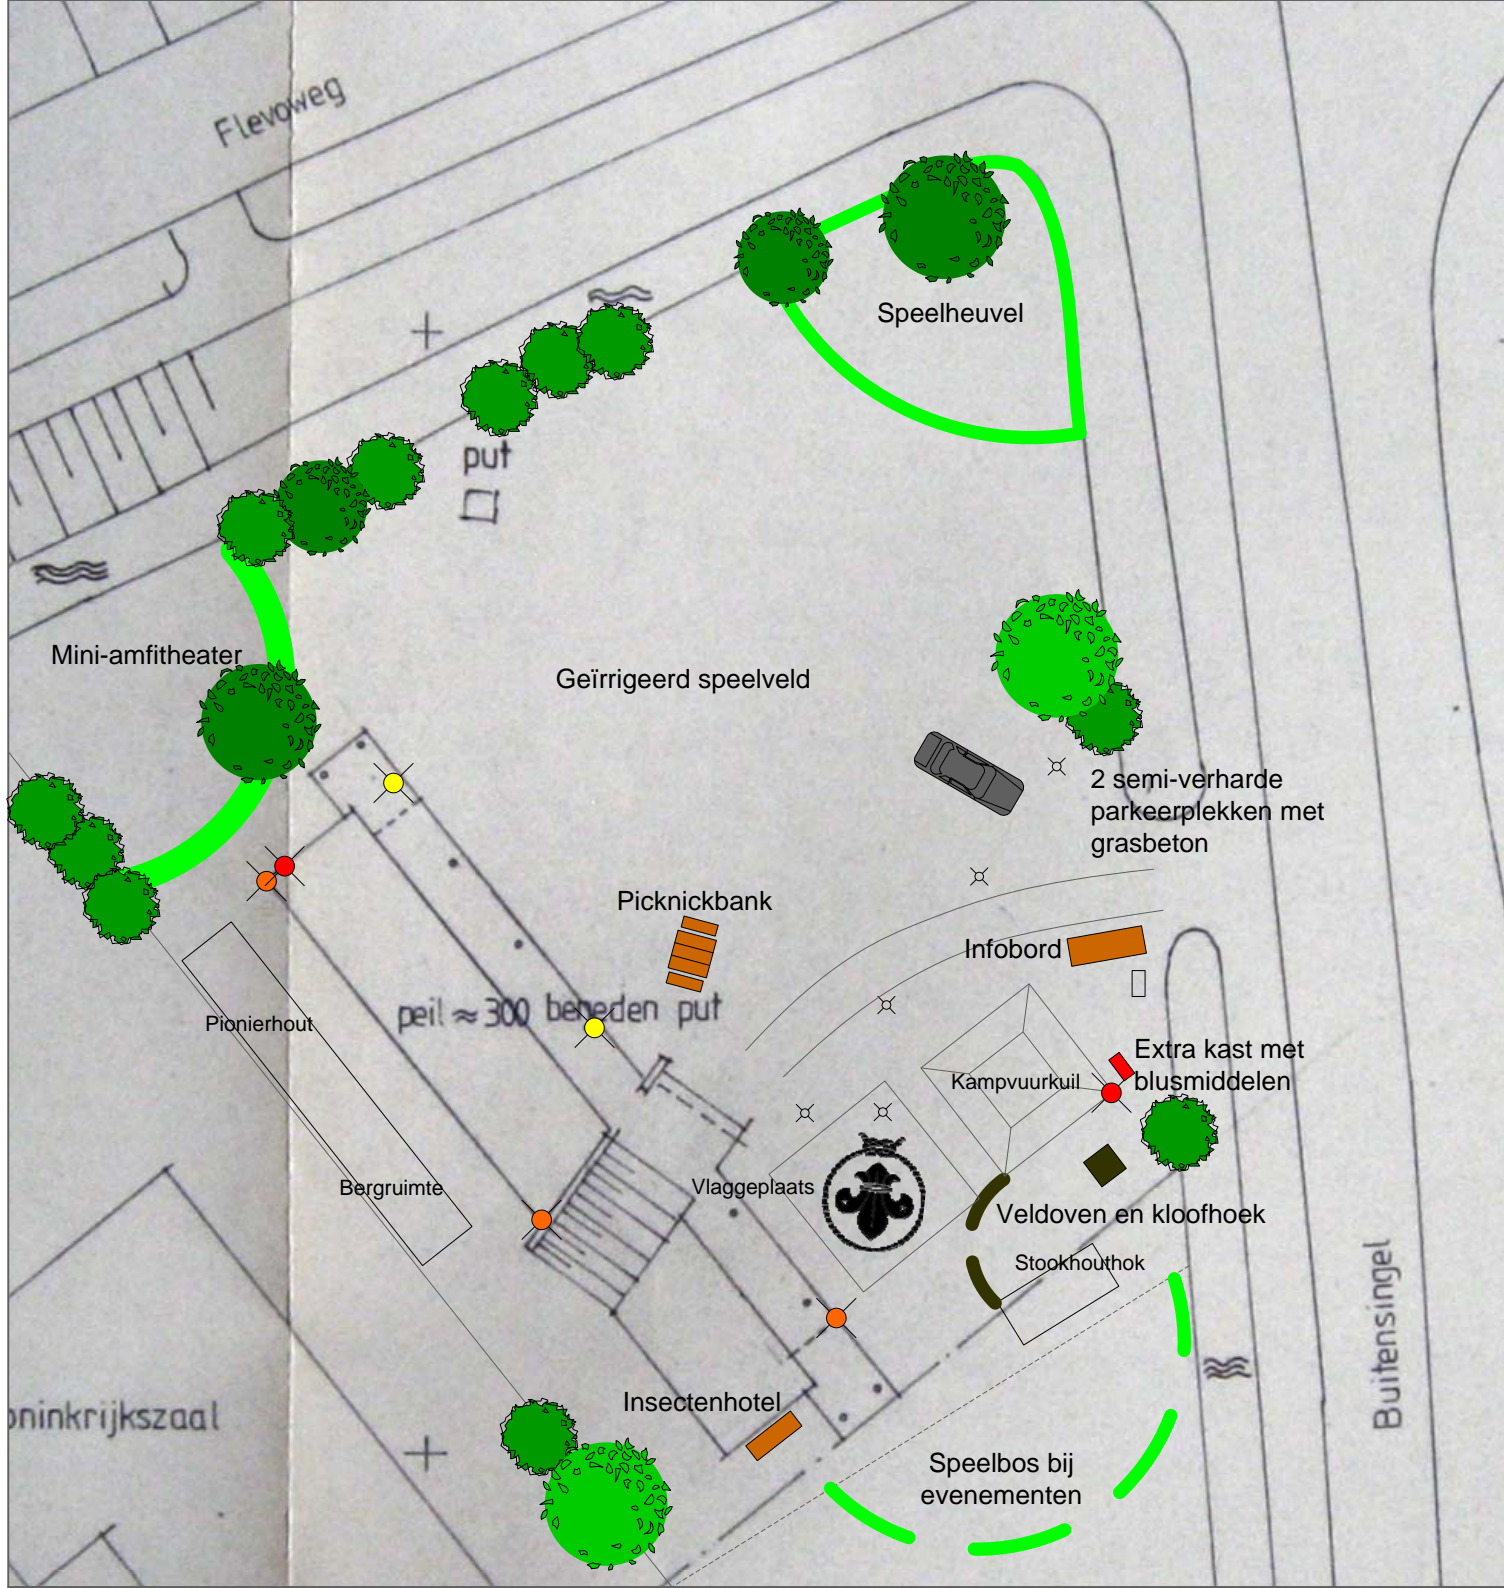 Flevoweg
Speelheuvel
put
Mini-amfitheater
Geïrrigeerd speelveld
2 semi-verharde
parkeerplekken met
grasbeton
Picknickbank
Infobord
peil ≈ 300 beneden put
Pionierhout
Extra kast met
blusmiddelen
Kampvuurkuil
Bergruimte
Vlaggeplaats
Veldoven en kloofhoek
Stookhouthok
Buitensingel
Insectenhotel
oninkrijkszaal
Speelbos bij
evenementen